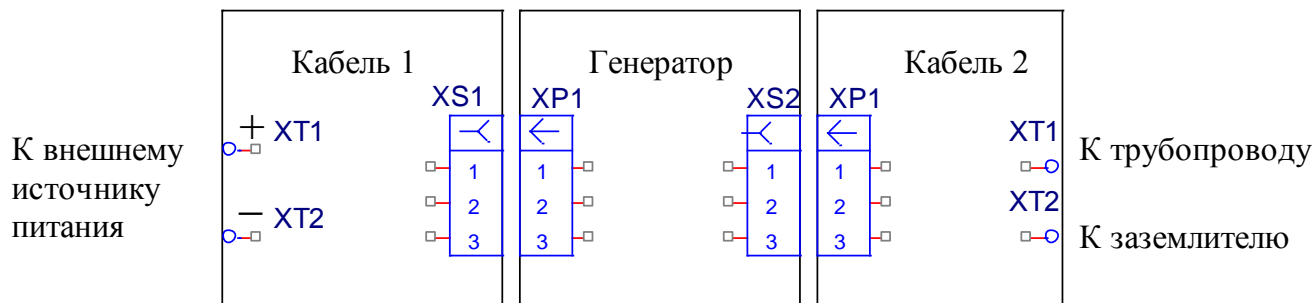 Кабель 1
Генератор
Кабель 2
XS1
XP1
XS2
XP1
+
XT1
XT1
К внешнему
источнику
питания
К трубопроводу
1
1
1
1
2
2
2
2
XT2
−
XT2
3
3
3
3
К заземлителю